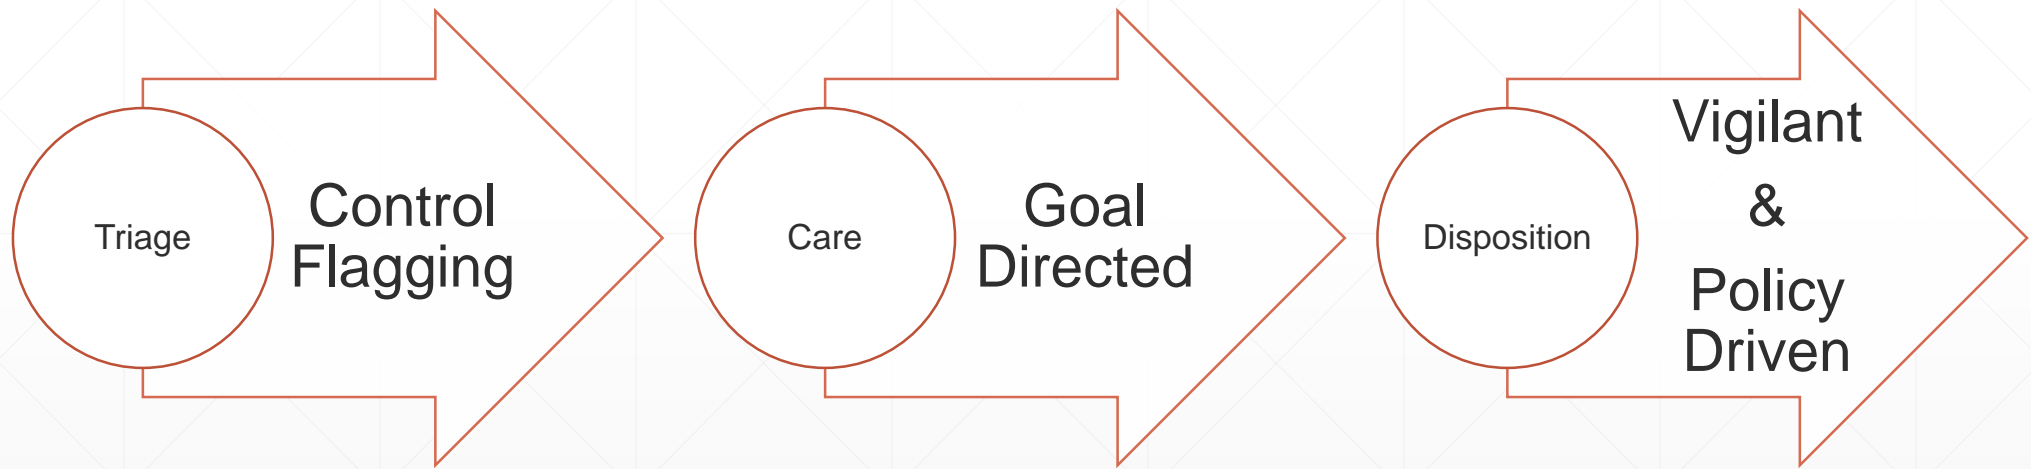 Triage
Control
Flagging
Care
Goal
Directed
Disposition
Vigilant
&
Policy
Driven